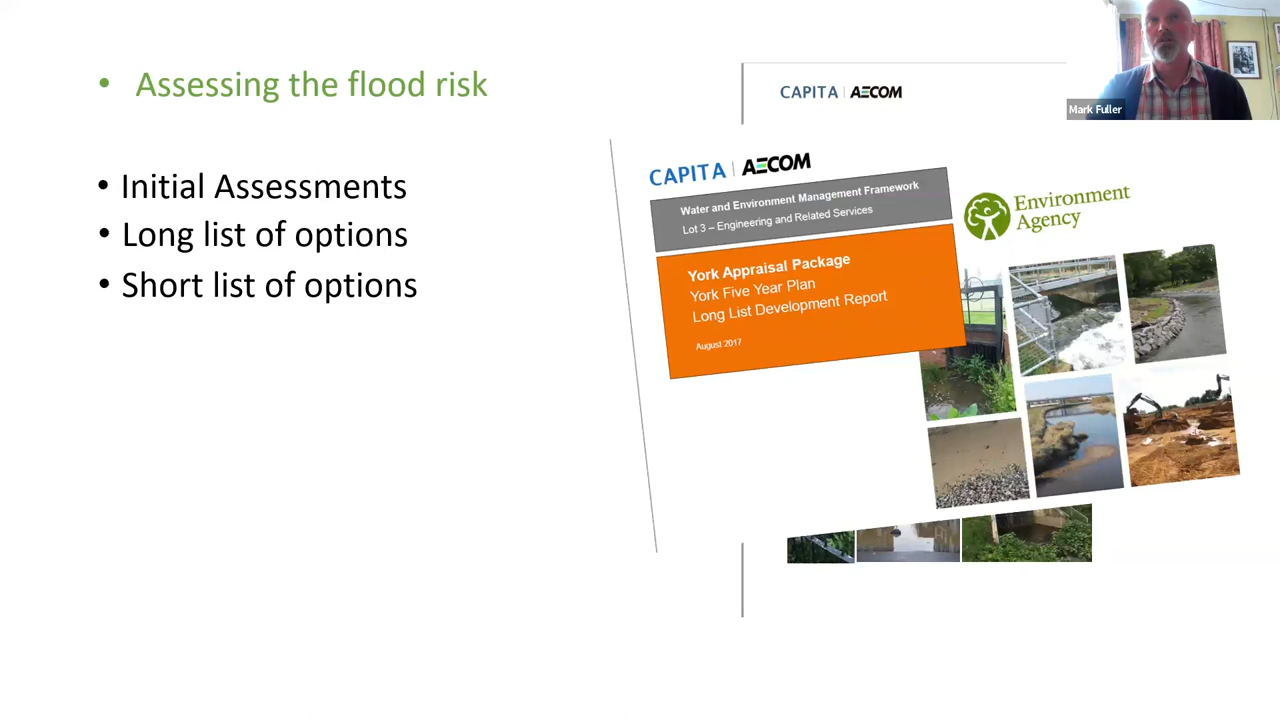 • Assessing the flood risk
• Initial Assessments
• Long list of options
• Short list of options
CAPITA | AECOM
Mark Fuller
CAPITA | AECOM
Water and Environment Management Framework
Lot 3 – Engineering and Related Services
Environment
Agency
York Appraisal Package
York Five Year Plan
Long List Development Report
August 2017